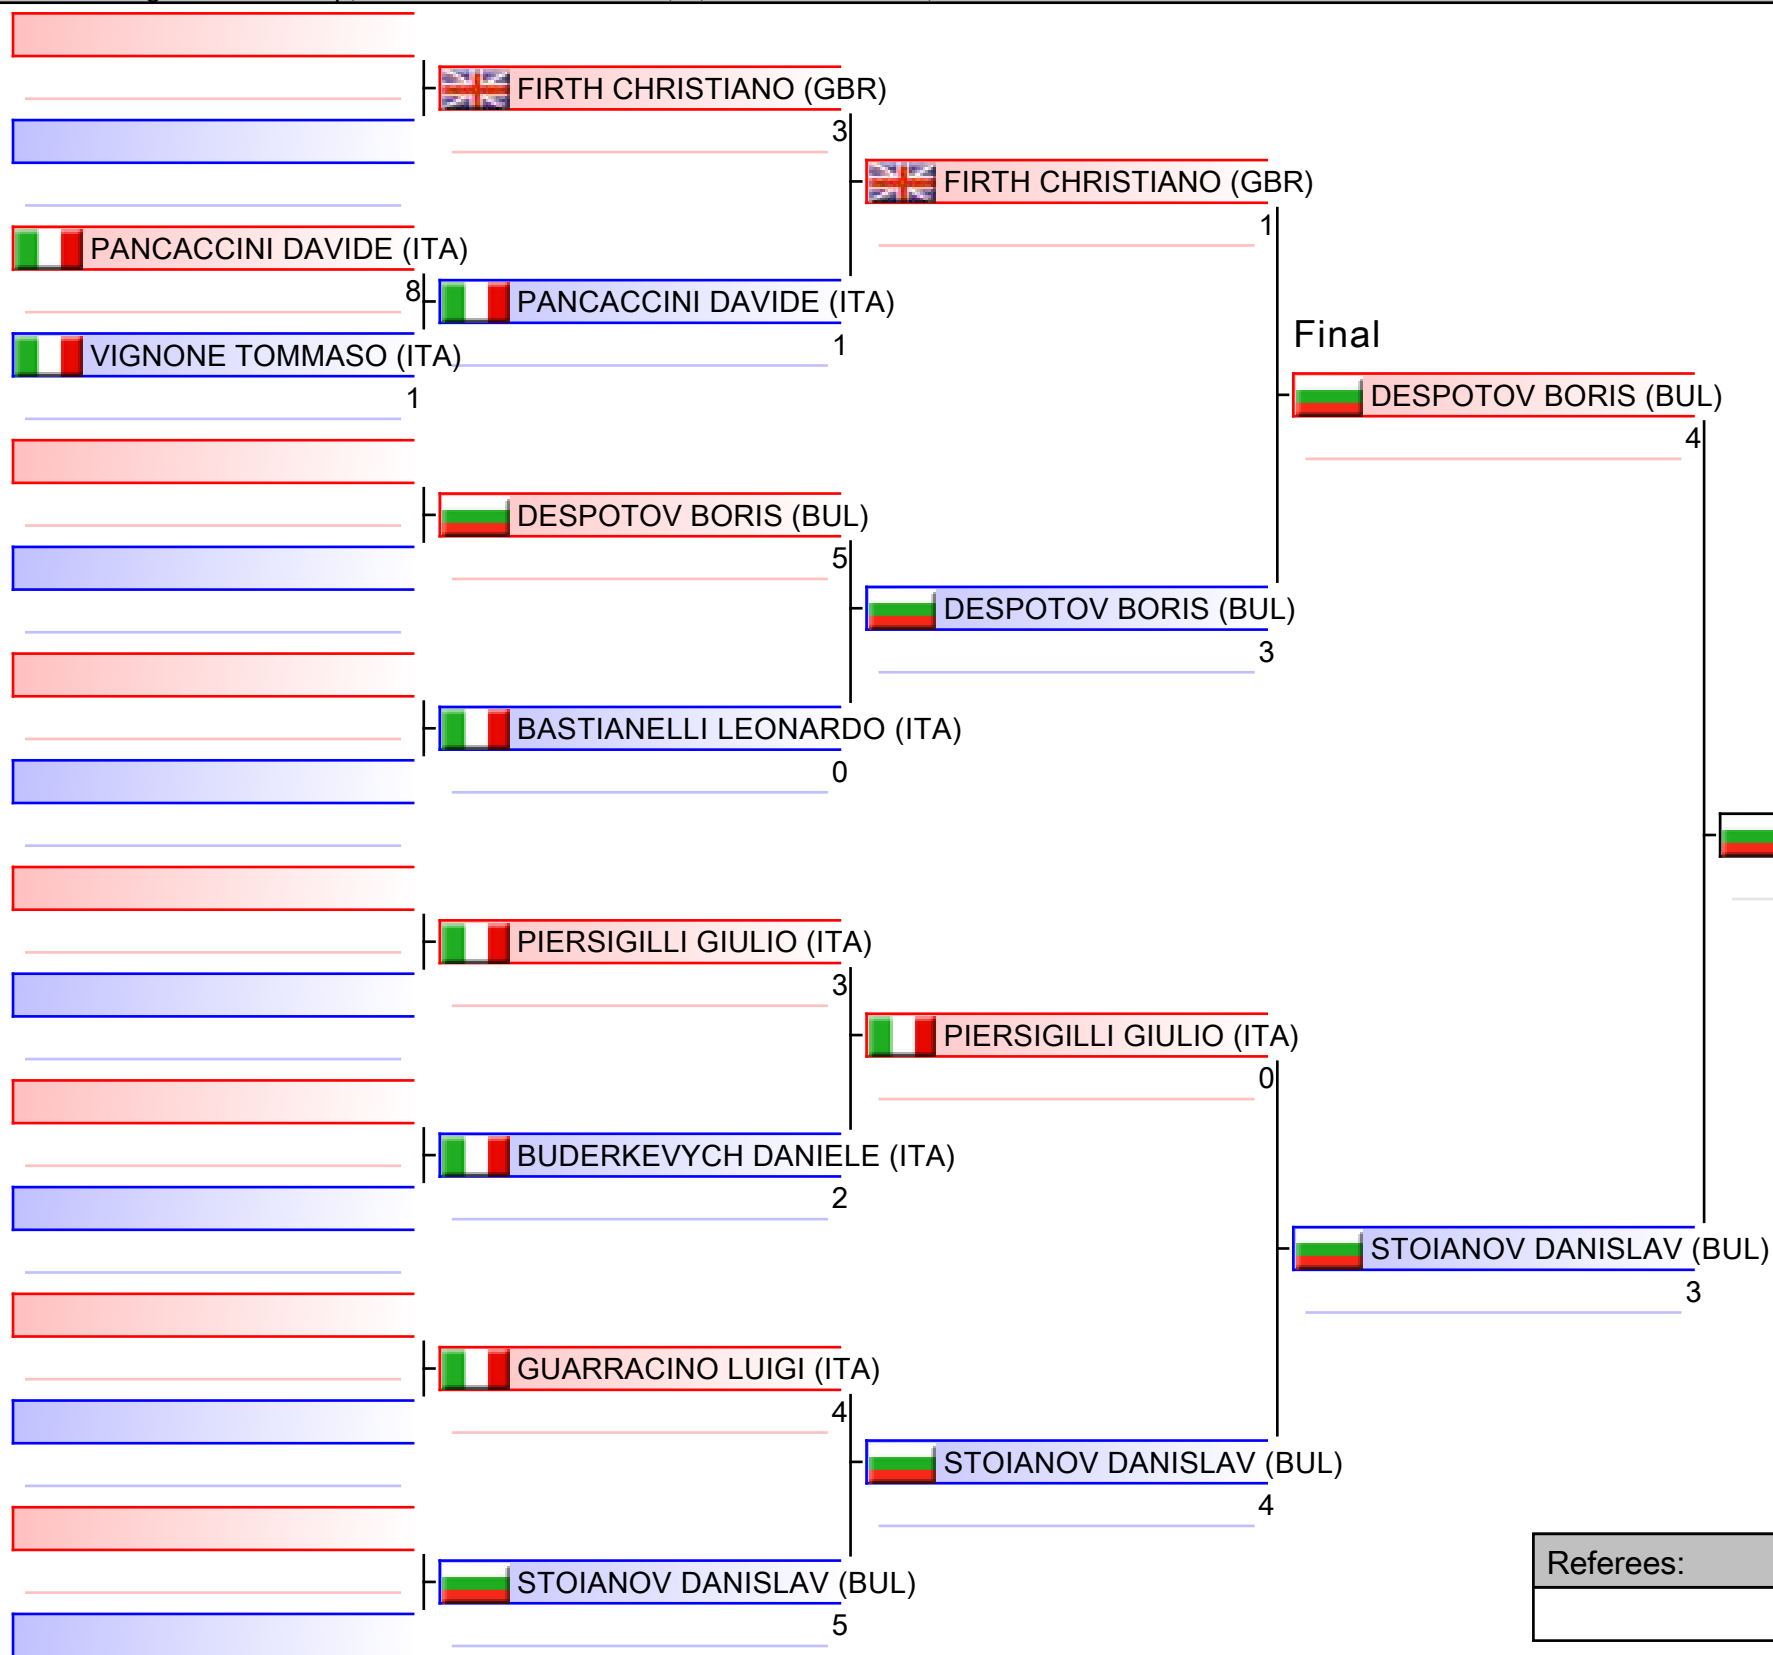 FIRTH CHRISTIANO (GBR)
3
FIRTH CHRISTIANO (GBR)
1
PANCACCINI DAVIDE (ITA)
8
PANCACCINI DAVIDE (ITA)
1
VIGNONE TOMMASO (ITA)
1
Final
DESPOTOV BORIS (BUL)
4
DESPOTOV BORIS (BUL)
5
DESPOTOV BORIS (BUL)
3
BASTIANELLI LEONARDO (ITA)
0
PIERSIGILLI GIULIO (ITA)
3
PIERSIGILLI GIULIO (ITA)
0
BUDERKEVYCH DANIELE (ITA)
2
STOIANOV DANISLAV (BUL)
3
GUARRACINO LUIGI (ITA)
4
STOIANOV DANISLAV (BUL)
4
STOIANOV DANISLAV (BUL)
5
Referees: